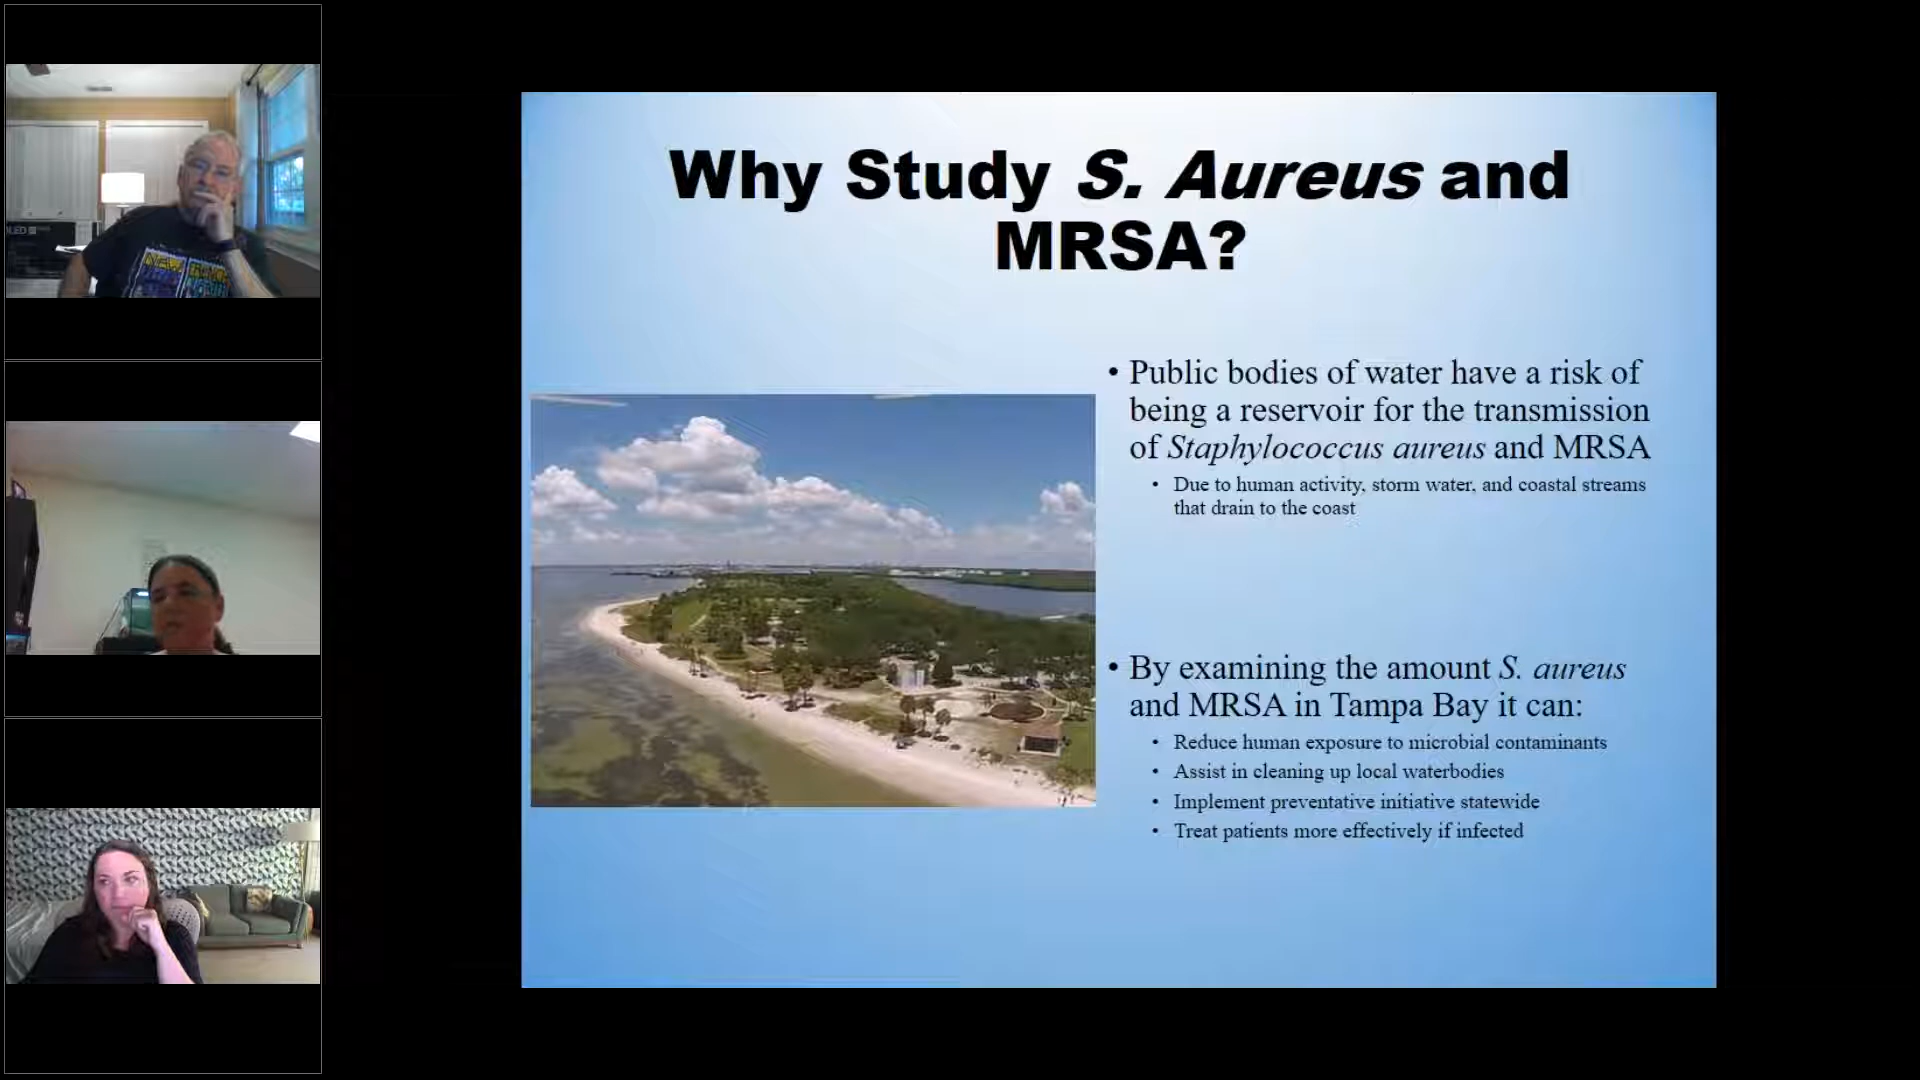 Why Study S. Aureus and
MRSA?
• Public bodies of water have a risk of
being a reservoir for the transmission
of Staphylococcus aureus and MRSA
• Due to human activity, storm water, and coastal streams
that drain to the coast
• By examining the amount S. aureus
and MRSA in Tampa Bay it can:
• Reduce human exposure to microbial contaminants
• Assist in cleaning up local waterbodies
• Implement preventative initiative statewide
• Treat patients more effectively if infected